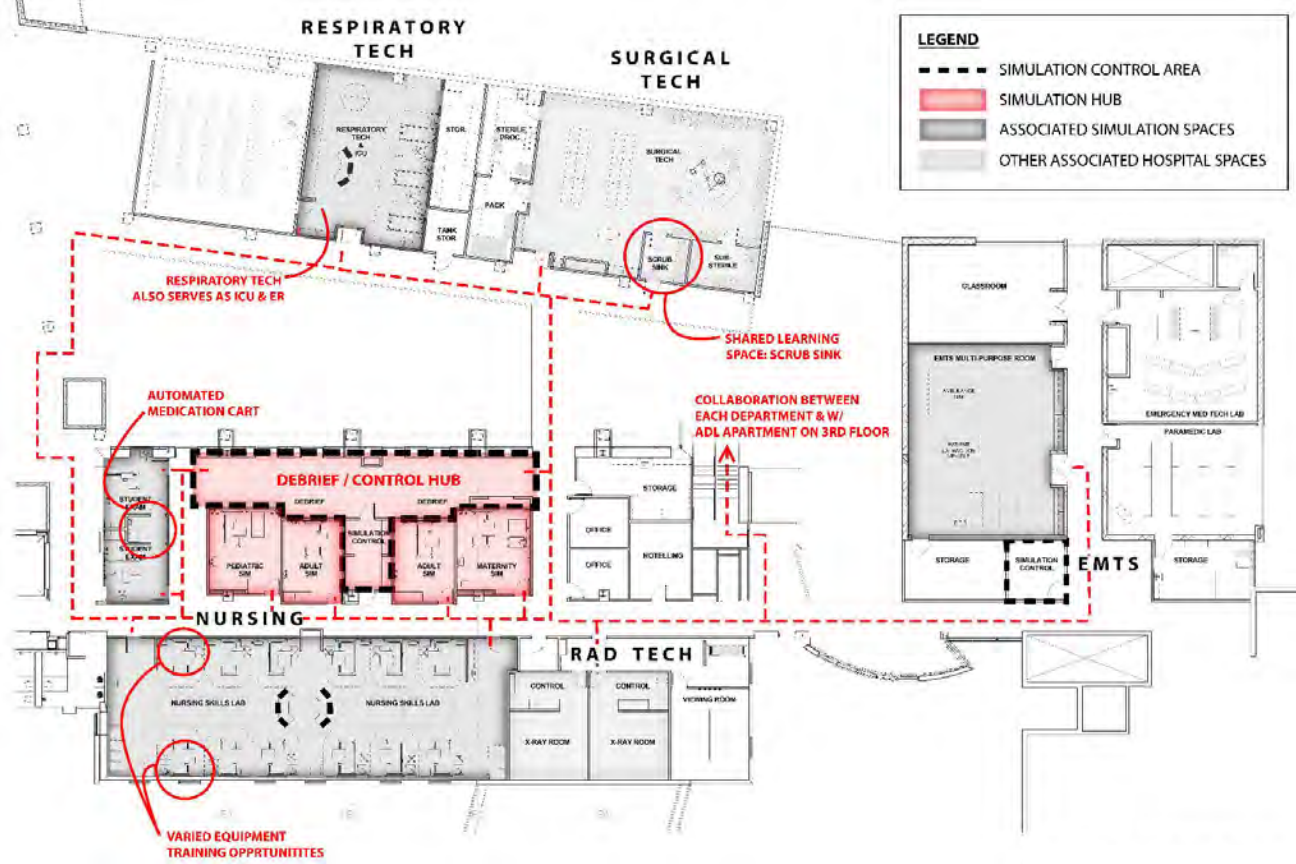 RESPIRATORY
TECH
SURGICAL
TECH
LEGEND
SIMULATION CONTROL AREA
SIMULATION HUB
ASSOCIATED SIMULATION SPACES
OTHER ASSOCIATED HOSPITAL SPACES
RESPIRATORY
TECH
&
ICU
STOR.
STERILE
PROC.
PACK
TANK
STOR.
SURGICAL
TECH
SCRUB
SINK
SUB-
STERILE
RESPIRATORY TECH
ALSO SERVES AS ICU & ER
SHARED LEARNING
SPACE: SCRUB SINK
CLASSROOM
EMTS MULTI-PURPOSE ROOM
EMERGENCY MED TECH LAB
PARAMEDIC LAB
AUTOMATED
MEDICATION CART
COLLABORATION BETWEEN
EACH DEPARTMENT & W/
ADL APARTMENT ON 3RD FLOOR
DEBRIEF / CONTROL HUB
DEBRIEF
DEBRIEF
STUDENT
EXAM
STUDENT
EXAM
SIMULATION
CONTROL
PEDIATRIC
SIM
ADULT
SIM
ADULT
SIM
MATERNITY
SIM
STORAGE
OFFICE
OFFICE
HOTELLING
STORAGE
SIMULATION
CONTROL
EMTS
STORAGE
NURSING
RAD TECH
NURSING SKILLS LAB
NURSING SKILLS LAB
CONTROL
CONTROL
VIEWING ROOM
X-RAY ROOM
X-RAY ROOM
VARIED EQUIPMENT
TRAINING OPPRTUNITITES